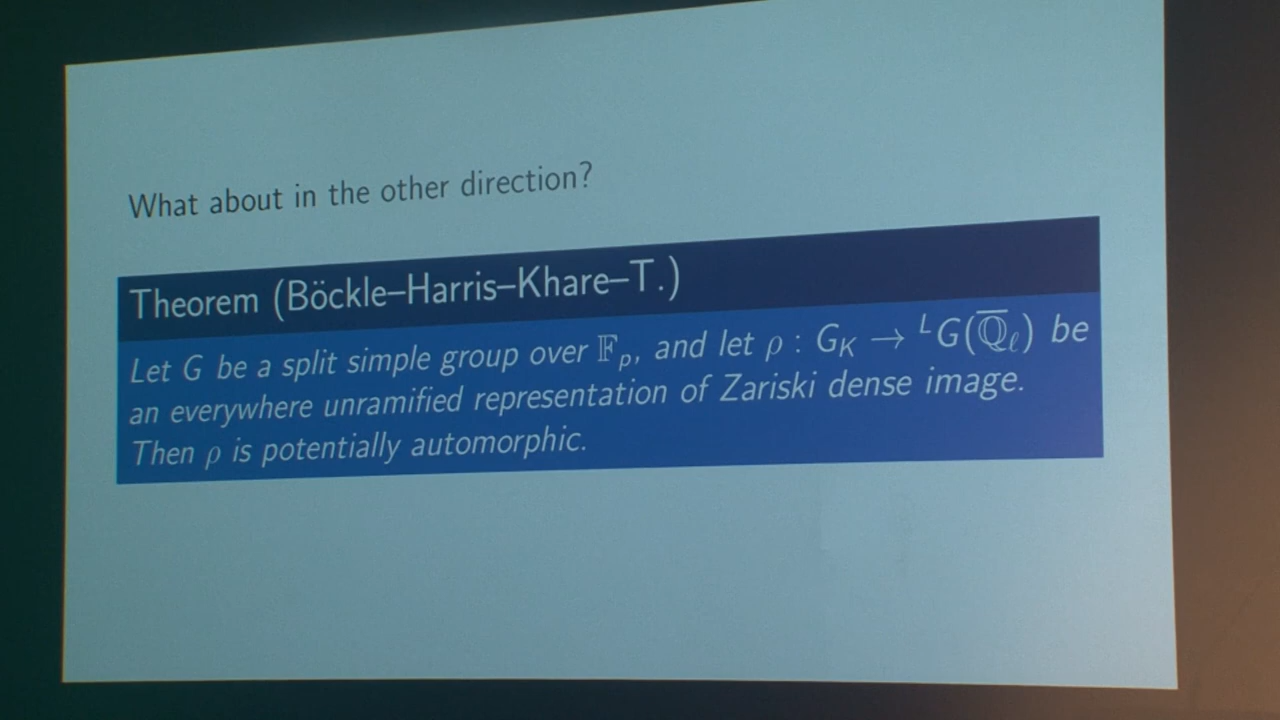 What about in the other direction?
Theorem (Böckle–Harris–Khare–T.)
Let G be a split simple group over 𝔽ₚ, and let ρ : G_K → ᴸG(ℚ̅_ℓ) be
an everywhere unramified representation of Zariski dense image.
Then ρ is potentially automorphic.